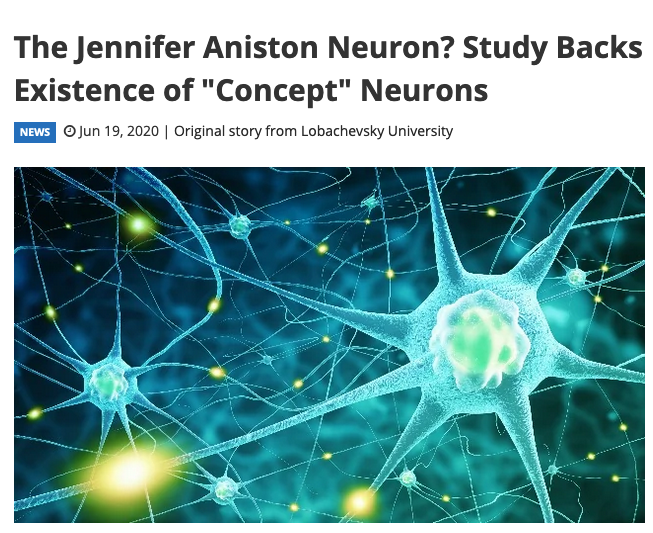 The Jennifer Aniston Neuron? Study Backs
Existence of "Concept" Neurons
NEWS Jun 19, 2020 | Original story from Lobachevsky University